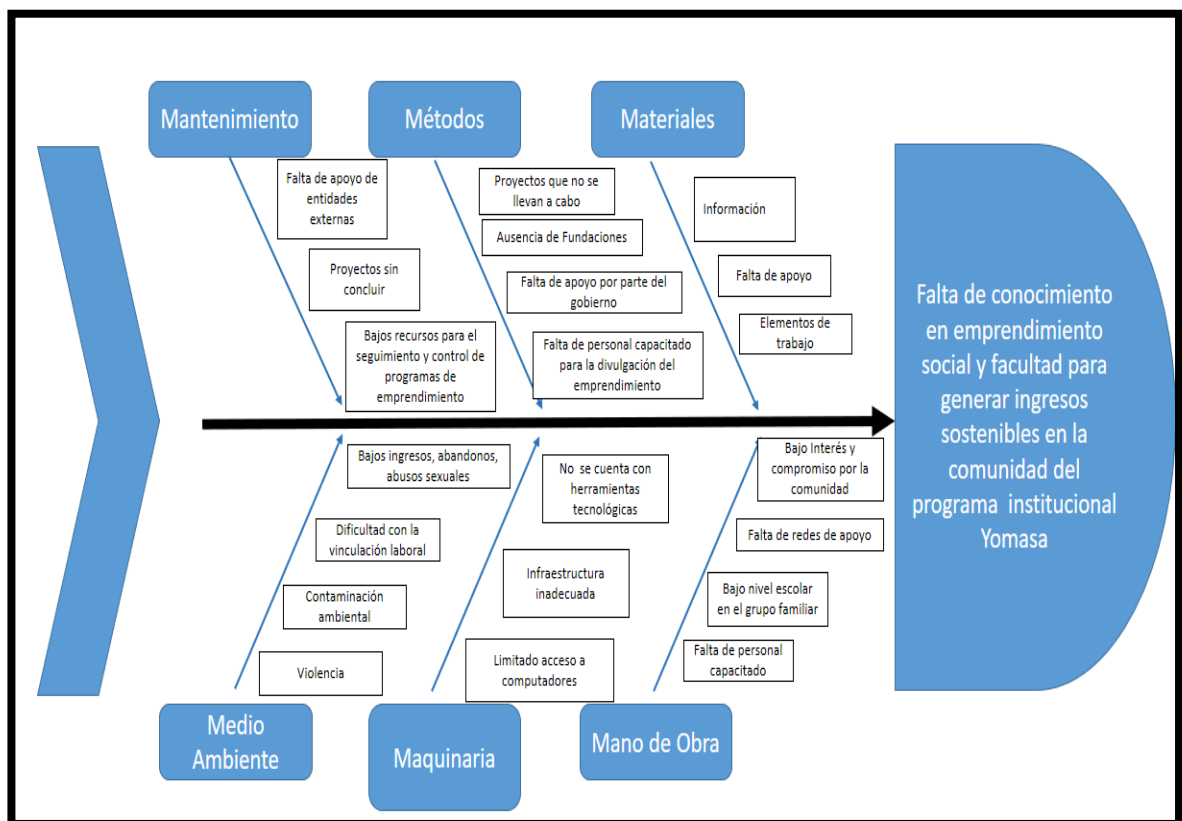 Mantenimiento
Métodos
Materiales
Falta de apoyo de
entidades
externas
Proyectos sin
concluir
Bajos recursos para el
seguimiento y control de
programas de
emprendimiento
Proyectos que no se
llevan a cabo
Ausencia de Fundaciones
Falta de apoyo por parte del
gobierno
Falta de personal capacitado
para la divulgación del
emprendimiento
Información
Falta de apoyo
Elementos de
trabajo
Falta de conocimiento
en emprendimiento
social y facultad para
generar ingresos
sostenibles en la
comunidad del
programa institucional
Yomasa
Bajos ingresos, abandonos,
abusos sexuales
Dificultad con la
vinculación laboral
Contaminación
ambiental
Violencia
No se cuenta con
herramientas
tecnológicas
Infraestructura
inadecuada
Limitado acceso a
computadores
Bajo Interés y
compromiso por la
comunidad
Falta de redes de apoyo
Bajo nivel escolar
en el grupo familiar
Falta de personal
capacitado
Medio
Ambiente
Maquinaria
Mano de Obra